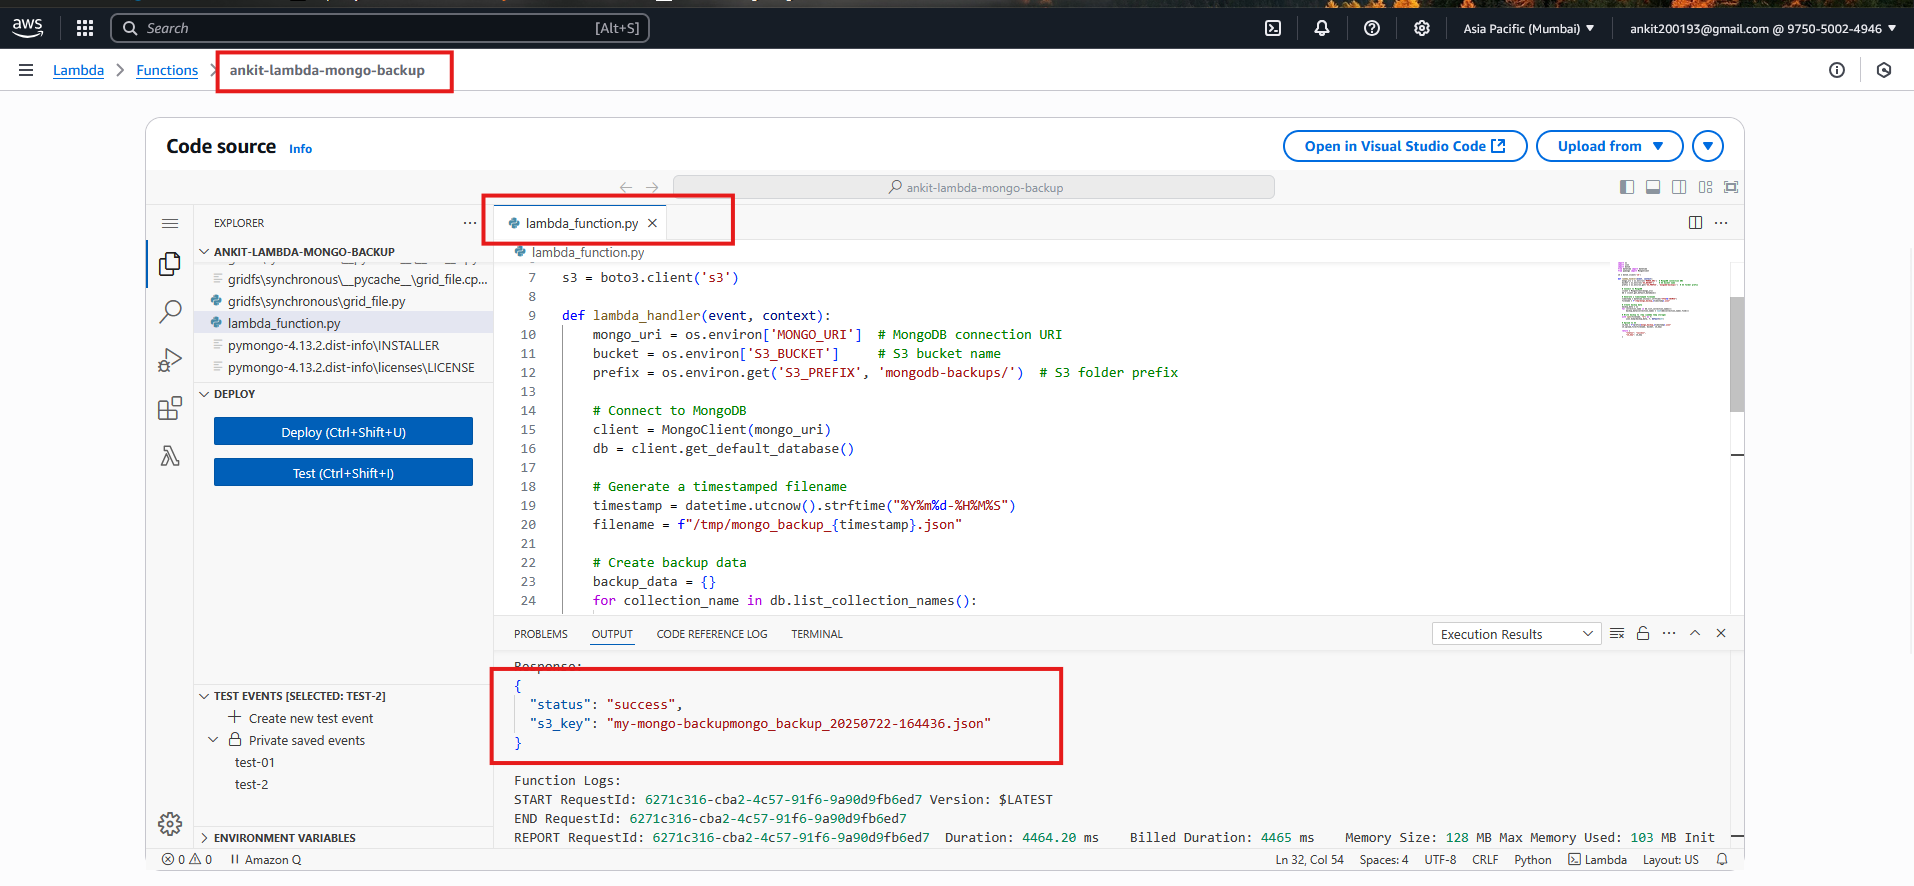 aws
Search [Alt+S]
Asia Pacific (Mumbai)
ankit200193@gmail.com @ 9750-5002-4946
Lambda
Functions
ankit-lambda-mongo-backup
Code source
Info
Open in Visual Studio Code
Upload from
ankit-lambda-mongo-backup
EXPLORER
ANKIT-LAMBDA-MONGO-BACKUP
gridfs\synchronous\__pycache__\grid_file.cp...
gridfs\synchronous\grid_file.py
lambda_function.py
pymongo-4.13.2.dist-info\INSTALLER
pymongo-4.13.2.dist-info\licenses\LICENSE
DEPLOY
Deploy (Ctrl+Shift+U)
Test (Ctrl+Shift+I)
TEST EVENTS [SELECTED: TEST-2]
Create new test event
Private saved events
test-01
test-2
ENVIRONMENT VARIABLES
lambda_function.py
lambda_function.py
7 s3 = boto3.client('s3')
8
9 def lambda_handler(event, context):
10 mongo_uri = os.environ['MONGO_URI'] # MongoDB connection URI
11 bucket = os.environ['S3_BUCKET'] # S3 bucket name
12 prefix = os.environ.get('S3_PREFIX', 'mongodb-backups/') # S3 folder prefix
13
14 # Connect to MongoDB
15 client = MongoClient(mongo_uri)
16 db = client.get_default_database()
17
18 # Generate a timestamped filename
19 timestamp = datetime.utcnow().strftime("%Y%m%d-%H%M%S")
20 filename = f"/tmp/mongo_backup_{timestamp}.json"
21
22 # Create backup data
23 backup_data = {}
24 for collection_name in db.list_collection_names():
PROBLEMS OUTPUT CODE REFERENCE LOG TERMINAL
Execution Results
Response:
{
"status": "success",
"s3_key": "my-mongo-backupmongo_backup_20250722-164436.json"
}
Function Logs:
START RequestId: 6271c316-cba2-4c57-91f6-9a90d9fb6ed7 Version: $LATEST
END RequestId: 6271c316-cba2-4c57-91f6-9a90d9fb6ed7
REPORT RequestId: 6271c316-cba2-4c57-91f6-9a90d9fb6ed7 Duration: 4464.20 ms Billed Duration: 4465 ms Memory Size: 128 MB Max Memory Used: 103 MB Init
0 0 Amazon Q
Ln 32, Col 54 Spaces: 4 UTF-8 CRLF Python Lambda Layout: US